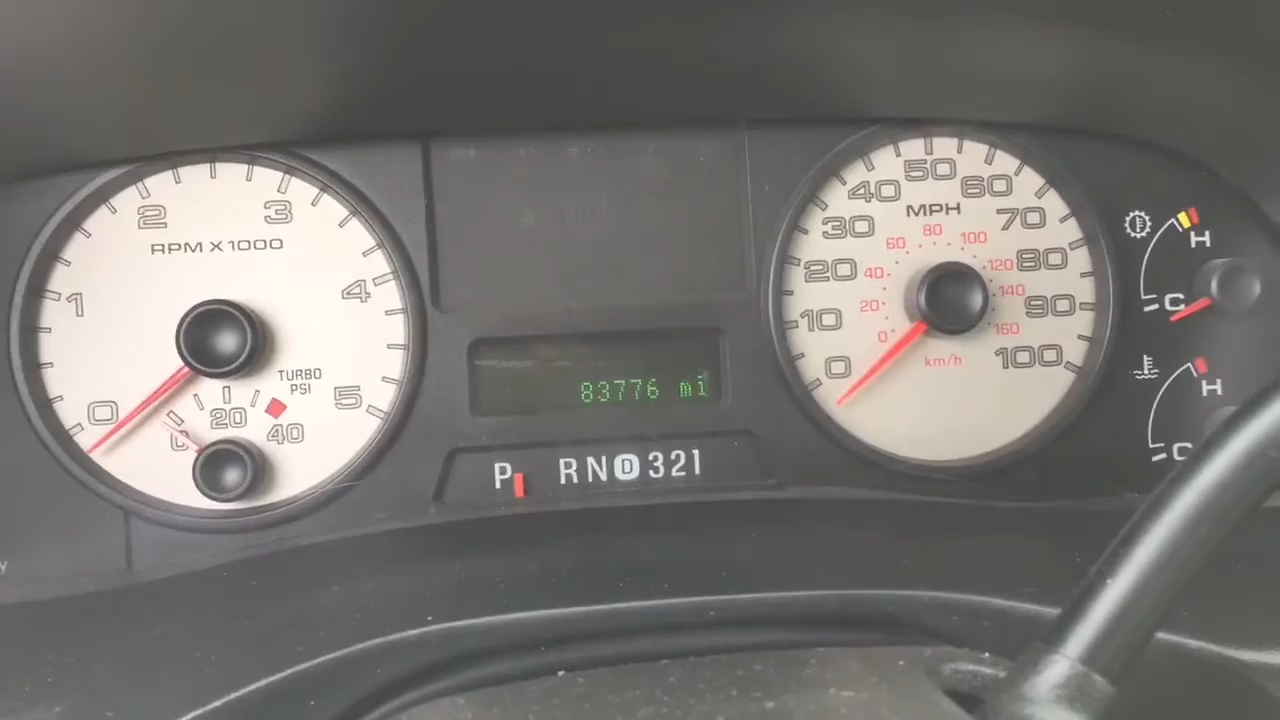 2 3
RPM X 1000
1 4
0 5
TURBO
PSI
0 20 40
83776 mi
P R N D 3 2 1
0 10 20 30 40 50 60 70 80 90 100
MPH
0 20 40 60 80 100 120 140 160
km/h
H
C
H
C
Y